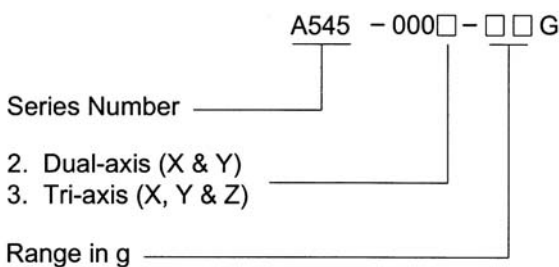 A545 – 000□ – □□G
Series Number
2. Dual-axis (X & Y)
3. Tri-axis (X, Y & Z)
Range in g